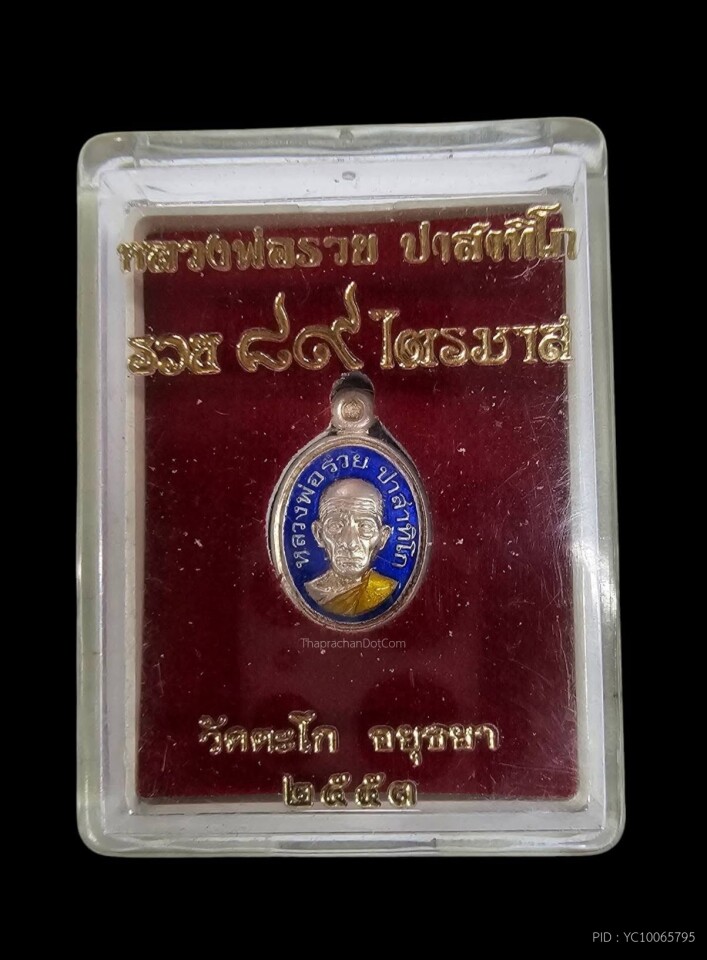 หลวงพ่อรวย ปาสาทิโก
รวย ๘๙ ไตรมาส
หลวงพ่อรวย ปาสาทิโก
ThaprachanDotCom
วัดตะโก อยุธยา
๒๕๕๓
PID : YC10065795